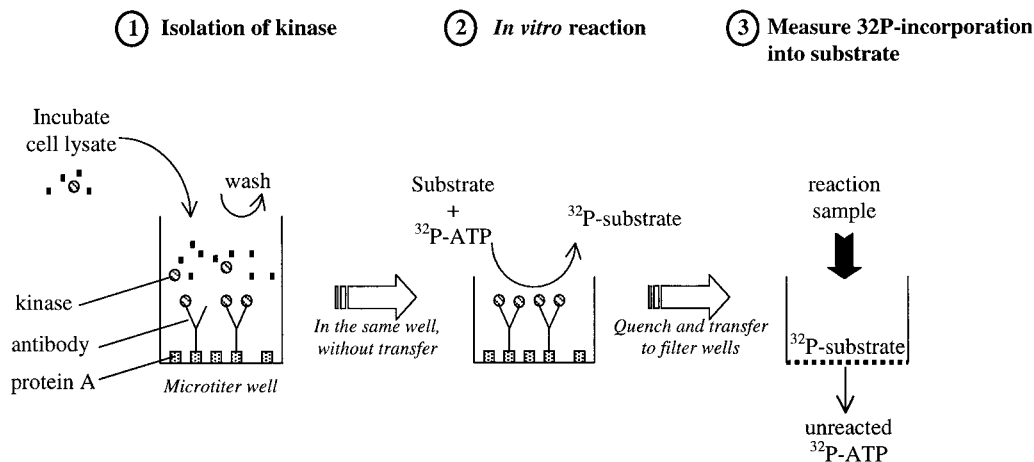 1 Isolation of kinase
2 In vitro reaction
3 Measure 32P-incorporation
into substrate
Incubate
cell lysate
wash
kinase
antibody
protein A
Microtiter well
In the same well,
without transfer
Substrate
+
³²P-ATP
³²P-substrate
Quench and transfer
to filter wells
reaction
sample
³²P-substrate
unreacted
³²P-ATP